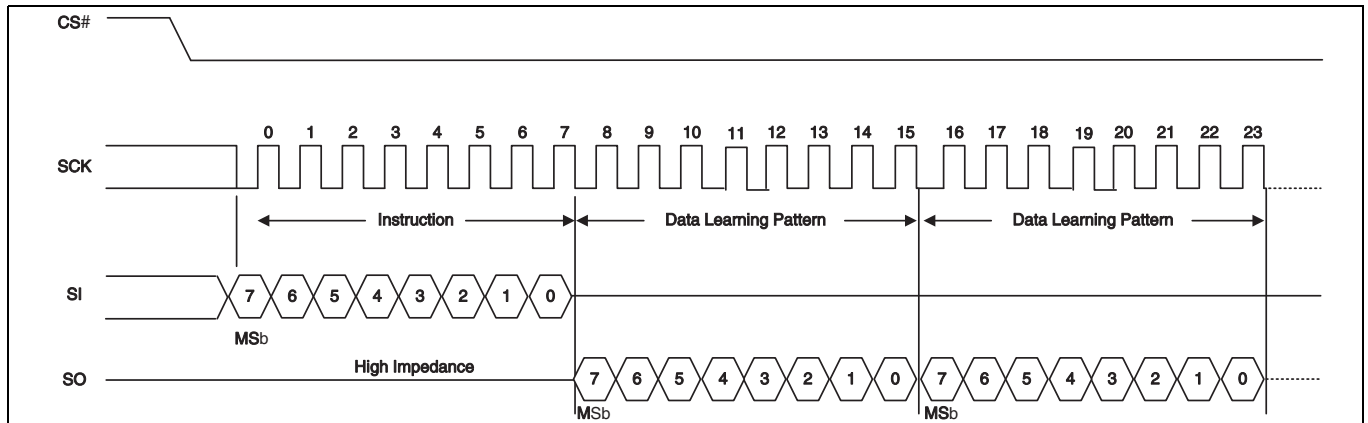 CS#
0 1 2 3 4 5 6 7 8 9 10 11 12 13 14 15 16 17 18 19 20 21 22 23
SCK
Instruction Data Learning Pattern Data Learning Pattern
SI 7 6 5 4 3 2 1 0
MSb
High Impedance
SO 7 6 5 4 3 2 1 0 7 6 5 4 3 2 1 0
MSb MSb